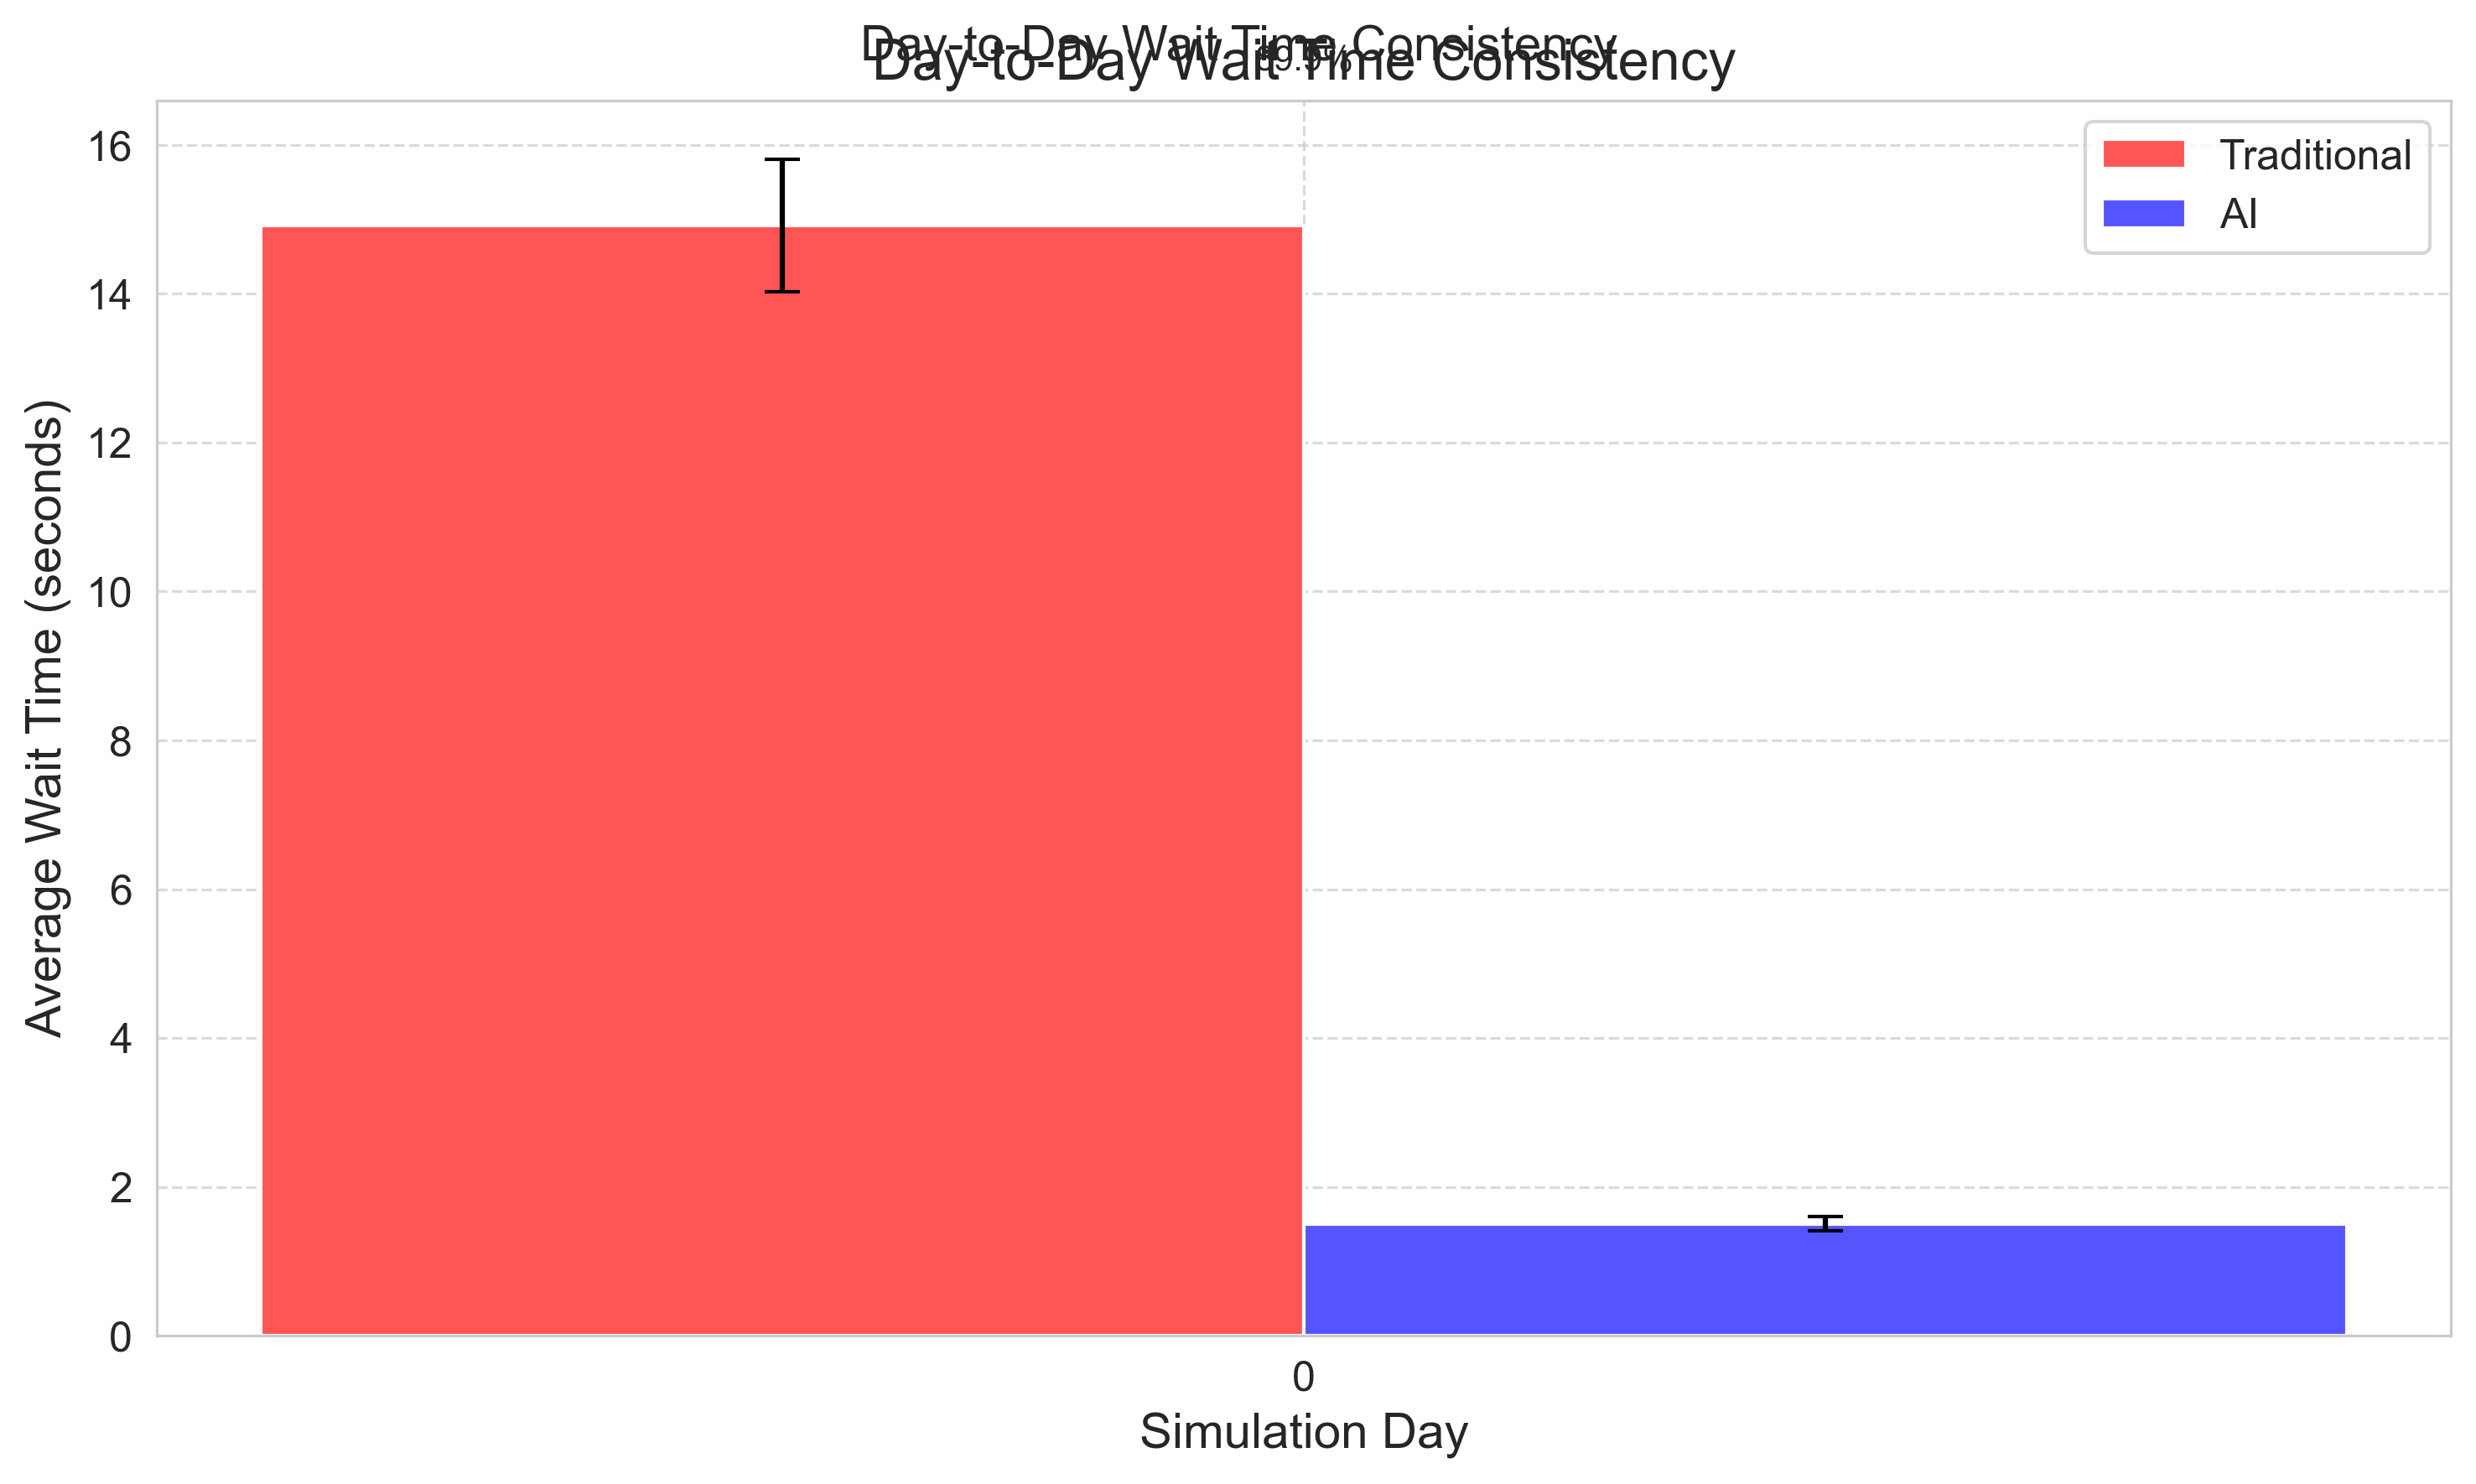 Day-to-Day Wait Time Consistency
Day-to-Day Wait Time Consistency
Traditional
AI
16
14
12
10
8
6
4
2
0
Average Wait Time (seconds)
0
Simulation Day